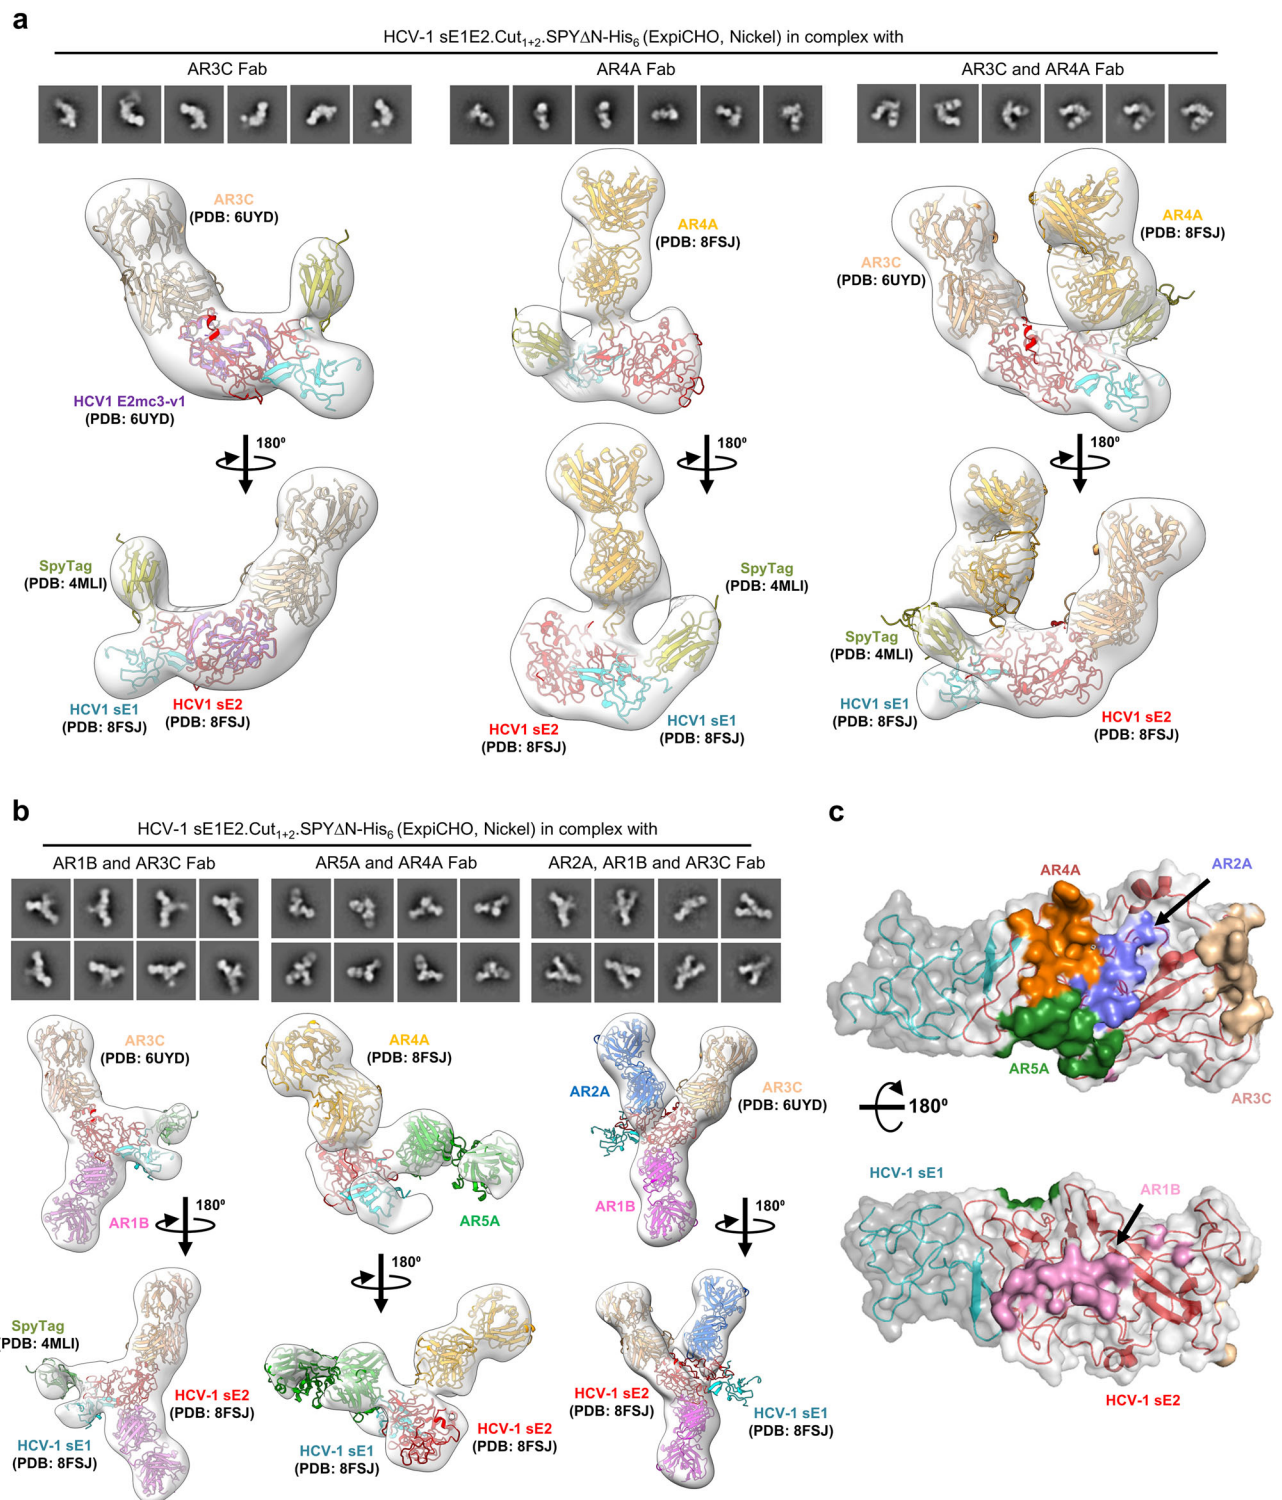 a
HCV-1 sE1E2.Cut1+2.SPYΔN-His6 (ExpiCHO, Nickel) in complex with
AR3C Fab
AR4A Fab
AR3C and AR4A Fab
AR3C
(PDB: 6UYD)
HCV1 E2mc3-v1
(PDB: 6UYD)
AR4A
(PDB: 8FSJ)
AR3C
(PDB: 6UYD)
AR4A
(PDB: 8FSJ)
180º
180º
180º
SpyTag
(PDB: 4MLI)
HCV1 sE1
(PDB: 8FSJ)
HCV1 sE2
(PDB: 8FSJ)
SpyTag
(PDB: 4MLI)
HCV1 sE2
(PDB: 8FSJ)
HCV1 sE1
(PDB: 8FSJ)
SpyTag
(PDB: 4MLI)
HCV1 sE1
(PDB: 8FSJ)
HCV1 sE2
(PDB: 8FSJ)
b
HCV-1 sE1E2.Cut1+2.SPYΔN-His6 (ExpiCHO, Nickel) in complex with
AR1B and AR3C Fab
AR5A and AR4A Fab
AR2A, AR1B and AR3C Fab
AR3C
(PDB: 6UYD)
AR1B
180º
AR4A
(PDB: 8FSJ)
AR5A
180º
AR2A
AR3C
(PDB: 6UYD)
AR1B
180º
SpyTag
(PDB: 4MLI)
HCV-1 sE2
(PDB: 8FSJ)
HCV-1 sE1
(PDB: 8FSJ)
HCV-1 sE1
(PDB: 8FSJ)
HCV-1 sE2
(PDB: 8FSJ)
HCV-1 sE2
(PDB: 8FSJ)
HCV-1 sE1
(PDB: 8FSJ)
c
AR4A
AR2A
AR5A
AR3C
180º
HCV-1 sE1
AR1B
HCV-1 sE2